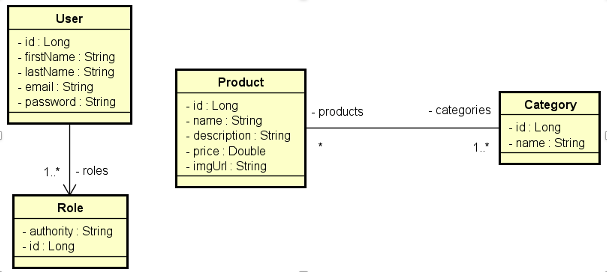 User
- id : Long
- firstName : String
- lastName : String
- email : String
- password : String
1..*
- roles
Role
- authority : String
- id : Long
Product
- id : Long
- name : String
- description : String
- price : Double
- imgUrl : String
- products
*
- categories
1..*
Category
- id : Long
- name : String